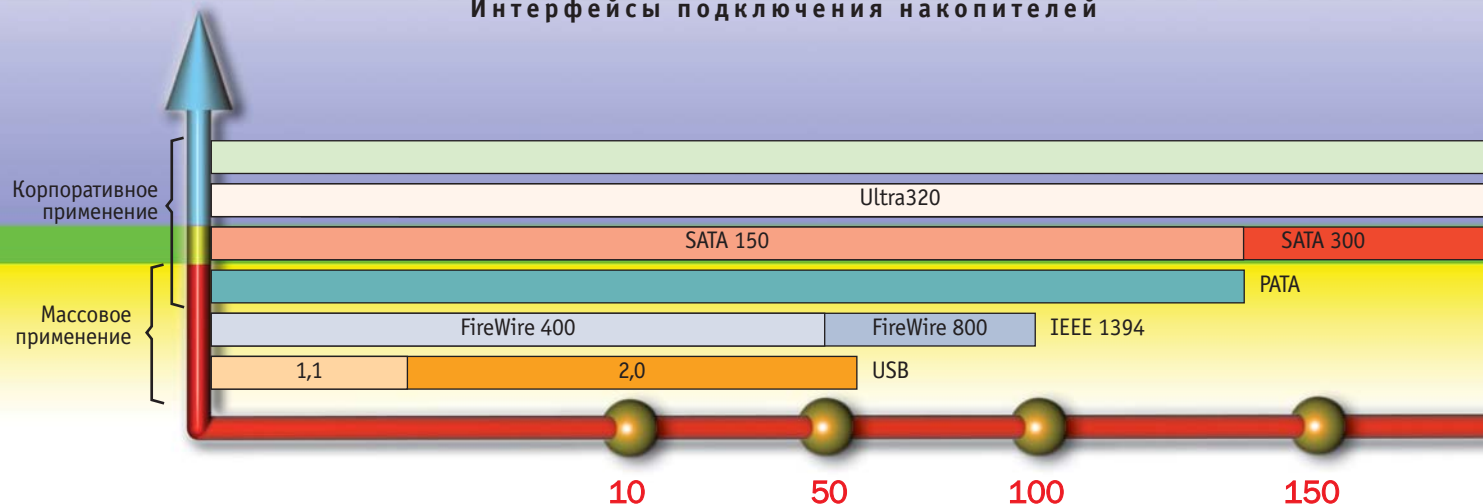 Интерфейсы подключения накопителей
Корпоративное
применение
Ultra320
SATA 150 SATA 300
PATA
Массовое
применение
FireWire 400 FireWire 800 IEEE 1394
1,1 2,0 USB
10 50 100 150